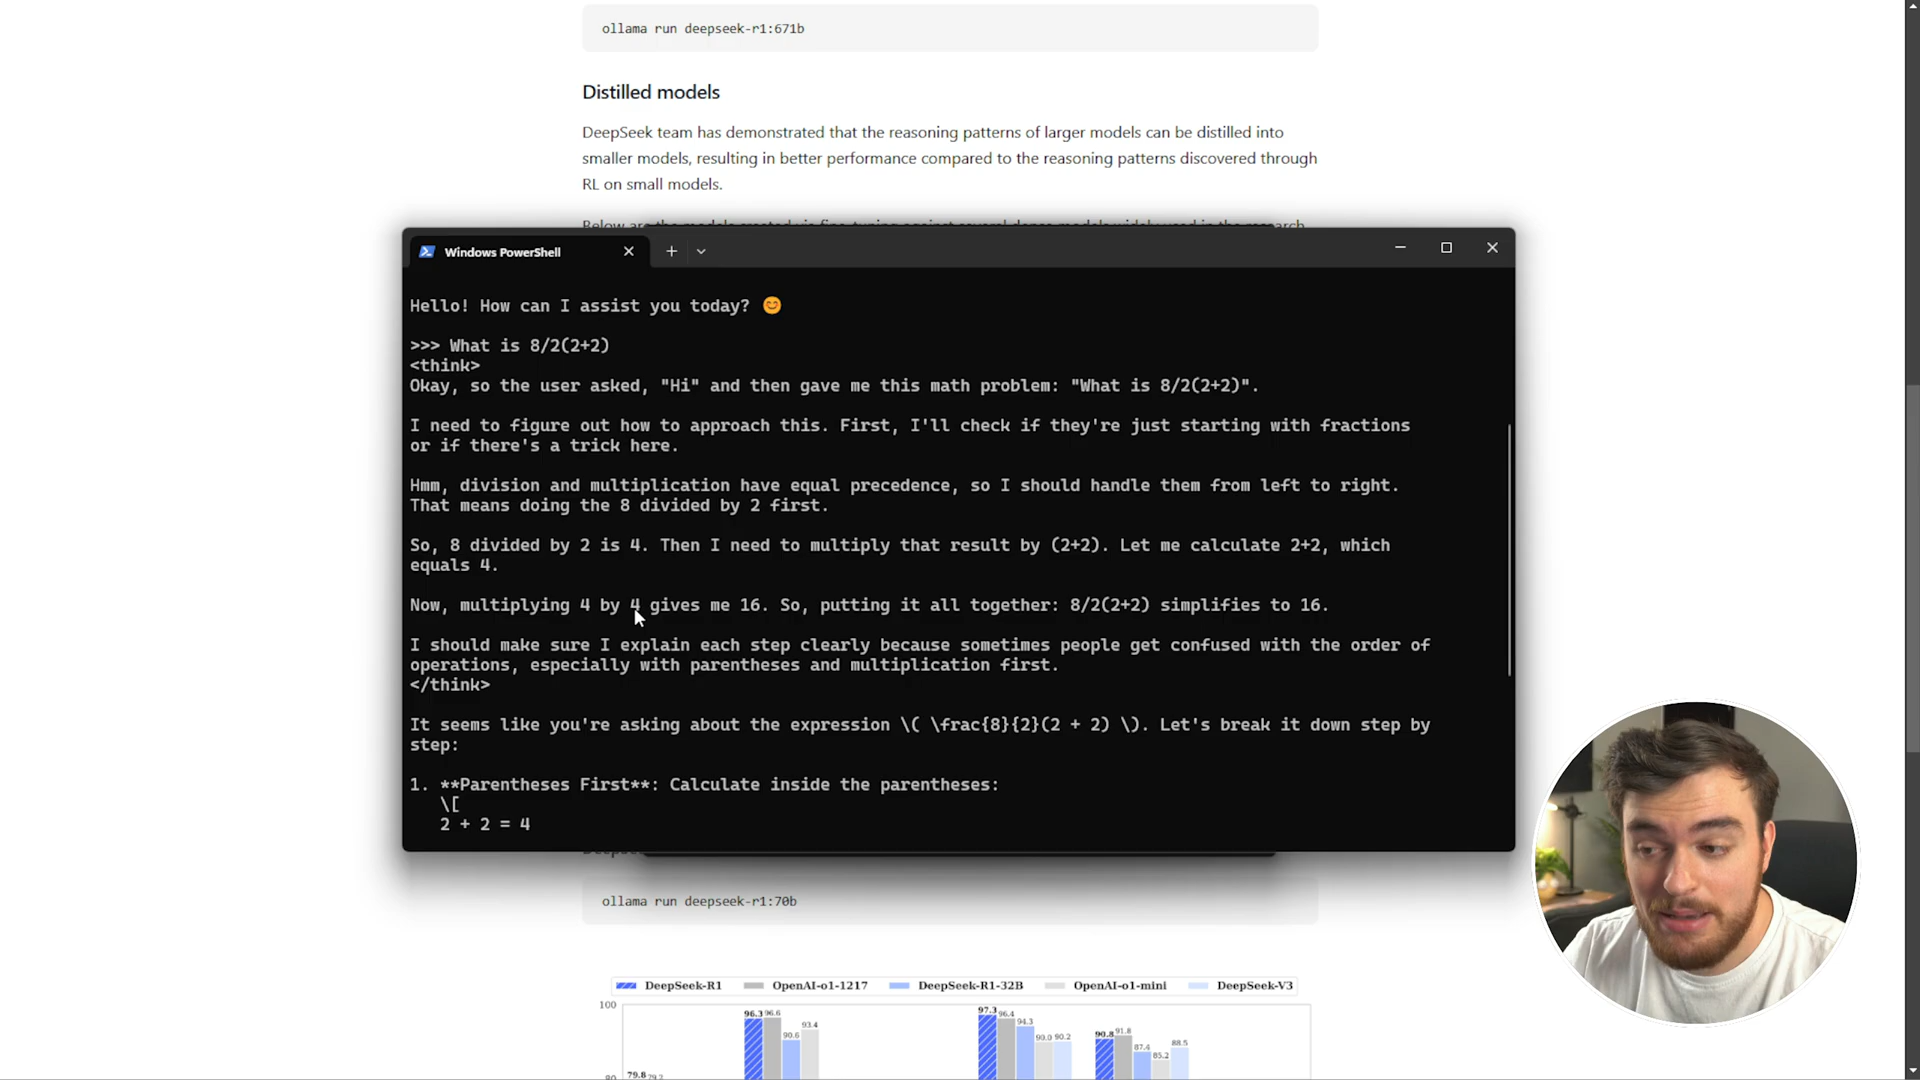 ollama run deepseek-r1:671b
Distilled models
DeepSeek team has demonstrated that the reasoning patterns of larger models can be distilled into
smaller models, resulting in better performance compared to the reasoning patterns discovered through
RL on small models.
Windows PowerShell
Hello! How can I assist you today? 😊
>>> What is 8/2(2+2)
<think>
Okay, so the user asked, "Hi" and then gave me this math problem: "What is 8/2(2+2)".
I need to figure out how to approach this. First, I'll check if they're just starting with fractions
or if there's a trick here.
Hmm, division and multiplication have equal precedence, so I should handle them from left to right.
That means doing the 8 divided by 2 first.
So, 8 divided by 2 is 4. Then I need to multiply that result by (2+2). Let me calculate 2+2, which
equals 4.
Now, multiplying 4 by 4 gives me 16. So, putting it all together: 8/2(2+2) simplifies to 16.
I should make sure I explain each step clearly because sometimes people get confused with the order of
operations, especially with parentheses and multiplication first.
</think>
It seems like you're asking about the expression \( \frac{8}{2}(2 + 2) \). Let's break it down step by
step:
1. **Parentheses First**: Calculate inside the parentheses:
\[
2 + 2 = 4
ollama run deepseek-r1:70b
DeepSeek-R1 OpenAI-o1-1217 DeepSeek-R1-32B OpenAI-o1-mini DeepSeek-V3
100
96.3 96.6 90.6 93.4
97.3 96.4 94.3 90.0 90.2
90.8 91.8 87.4 85.2 88.5
79.8 79.2